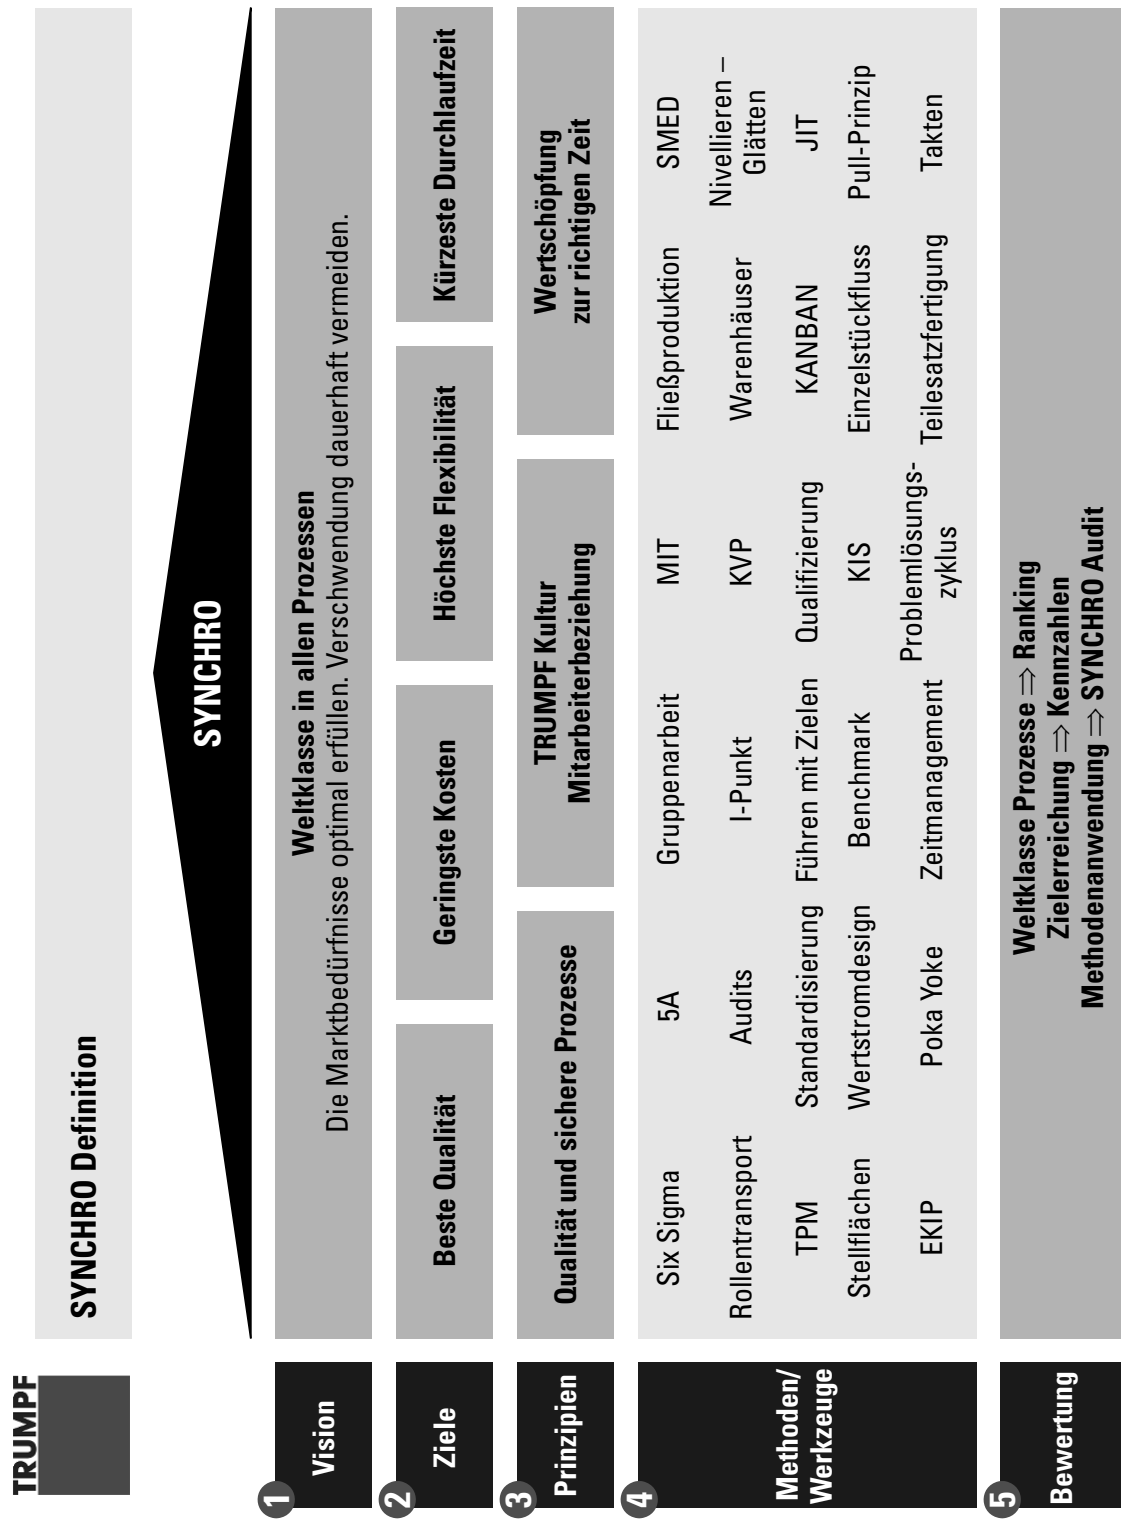 TRUMPF
SYNCHRO Definition
SYNCHRO
1
Vision
Weltklasse in allen Prozessen
Die Marktbedürfnisse optimal erfüllen. Verschwendung dauerhaft vermeiden.
2
Ziele
Beste Qualität
Geringste Kosten
Höchste Flexibilität
Kürzeste Durchlaufzeit
3
Prinzipien
Qualität und sichere Prozesse
TRUMPF Kultur
Mitarbeiterbeziehung
Wertschöpfung
zur richtigen Zeit
4
Methoden/
Werkzeuge
Six Sigma
5A
Gruppenarbeit
MIT
Fließproduktion
SMED
Rollentransport
Audits
I-Punkt
KVP
Warenhäuser
Nivellieren –
Glätten
TPM
Standardisierung
Führen mit Zielen
Qualifizierung
KANBAN
JIT
Stellflächen
Wertstromdesign
Benchmark
KIS
Einzelstückfluss
Pull-Prinzip
EKIP
Poka Yoke
Zeitmanagement
Problemlösungs-
zyklus
Teilesatzfertigung
Takten
5
Bewertung
Weltklasse Prozesse ⇒ Ranking
Zielerreichung ⇒ Kennzahlen
Methodenanwendung ⇒ SYNCHRO Audit